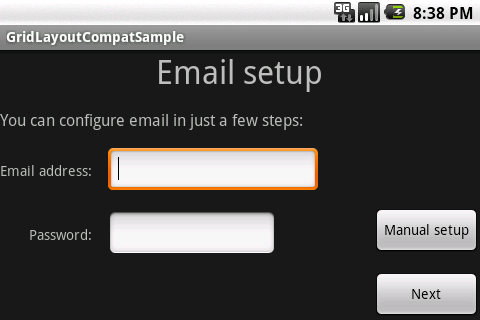 3G 8:38 PM
GridLayoutCompatSample
Email setup
You can configure email in just a few steps:
Email address:
Password:
Manual setup
Next